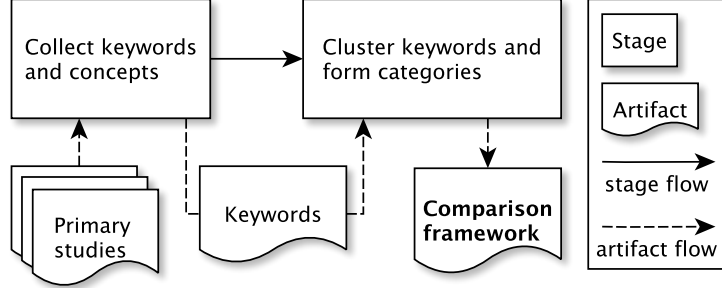 Collect keywords
and concepts
Cluster keywords and
form categories
Primary
studies
Keywords
Comparison
framework
Stage
Artifact
stage flow
artifact flow